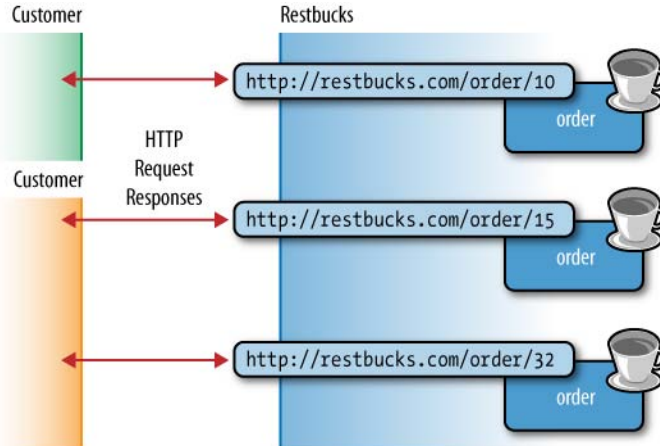 Customer
Restbucks
http://restbucks.com/order/10
order
HTTP
Request
Responses
Customer
http://restbucks.com/order/15
order
http://restbucks.com/order/32
order